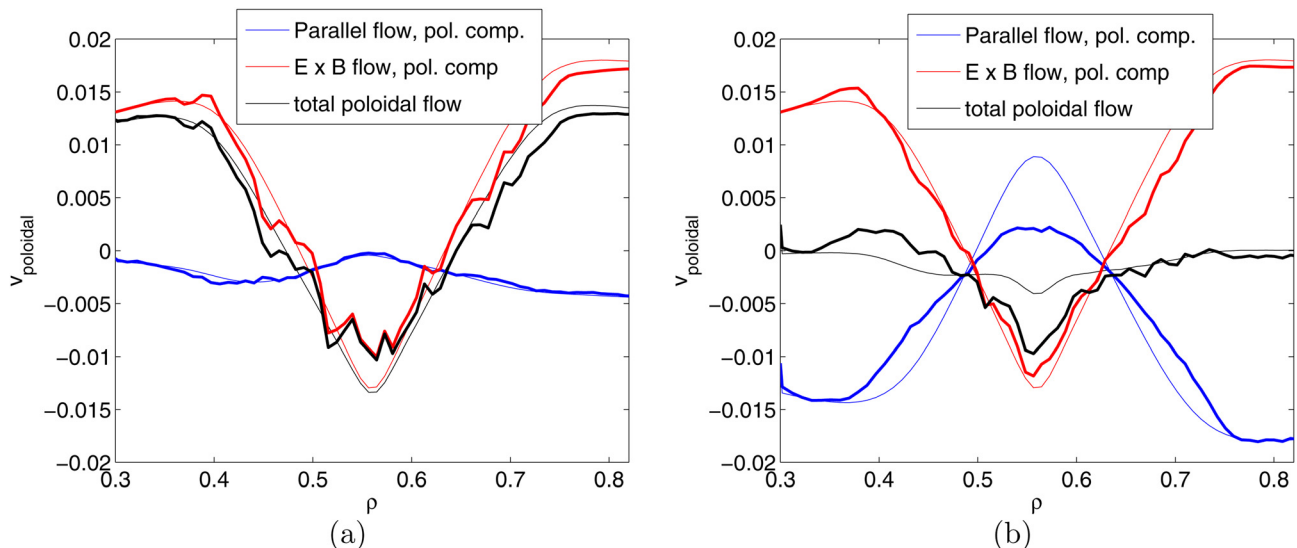 Parallel flow, pol. comp.
E x B flow, pol. comp
total poloidal flow
0.02
0.015
0.01
0.005
0
−0.005
−0.01
−0.015
−0.02
v poloidal
0.3 0.4 0.5 0.6 0.7 0.8
ρ
(a)
Parallel flow, pol. comp.
E x B flow, pol. comp
total poloidal flow
0.02
0.015
0.01
0.005
0
−0.005
−0.01
−0.015
−0.02
v poloidal
0.3 0.4 0.5 0.6 0.7 0.8
ρ
(b)